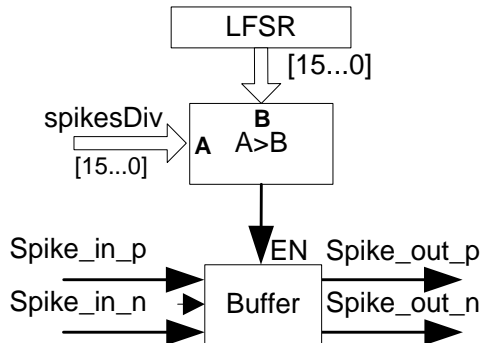 LFSR
[15...0]
spikesDiv
B
A
A>B
[15...0]
EN
Spike_in_p
Spike_out_p
Spike_in_n
Buffer
Spike_out_n